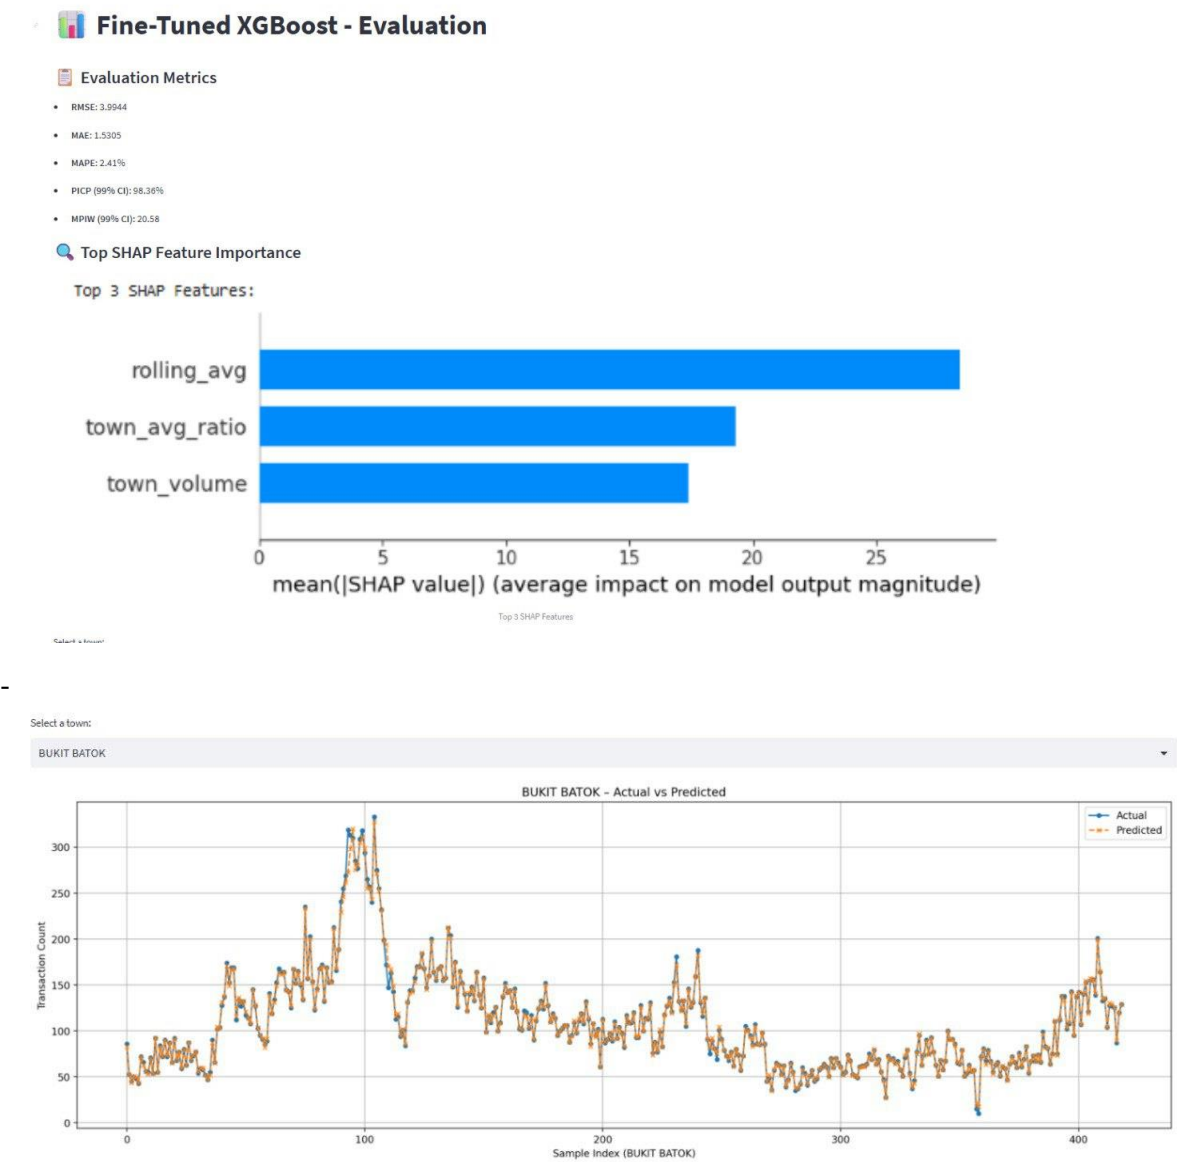 Fine-Tuned XGBoost - Evaluation
Evaluation Metrics
• RMSE: 3.9944
• MAE: 1.5305
• MAPE: 2.41%
• PICP (99% CI): 98.36%
• MPIW (99% CI): 20.58
Top SHAP Feature Importance
Top 3 SHAP Features:
rolling_avg
town_avg_ratio
town_volume
0 5 10 15 20 25
mean(|SHAP value|) (average impact on model output magnitude)
Top 3 SHAP Features
Select a town:
-
Select a town:
BUKIT BATOK
BUKIT BATOK – Actual vs Predicted
Actual
Predicted
Transaction Count
300
250
200
150
100
50
0
0 100 200 300 400
Sample Index (BUKIT BATOK)